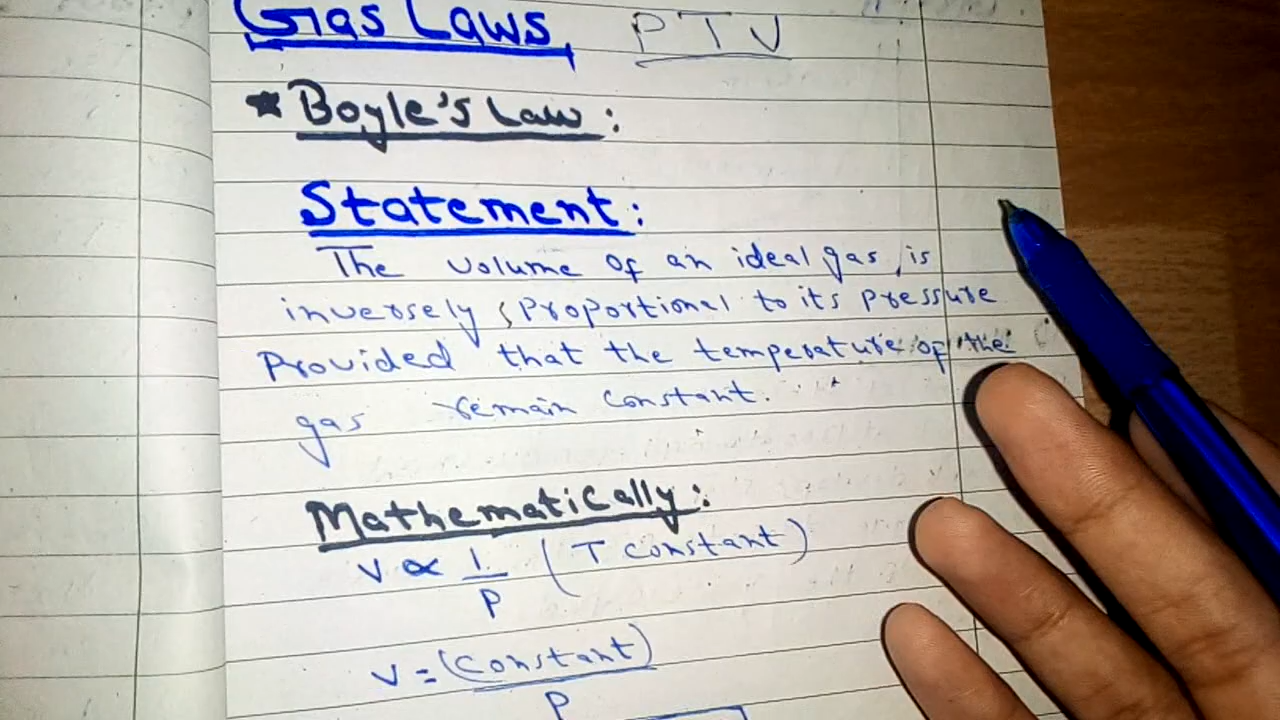 Gas Laws, P T V
* Boyle's Law:
Statement:
The volume of an ideal gas, is
inversely proportional to its pressure
Provided that the temperature of the
gas remain constant.
Mathematically:
V ∝ 1/P (T constant)
V = (constant)/P